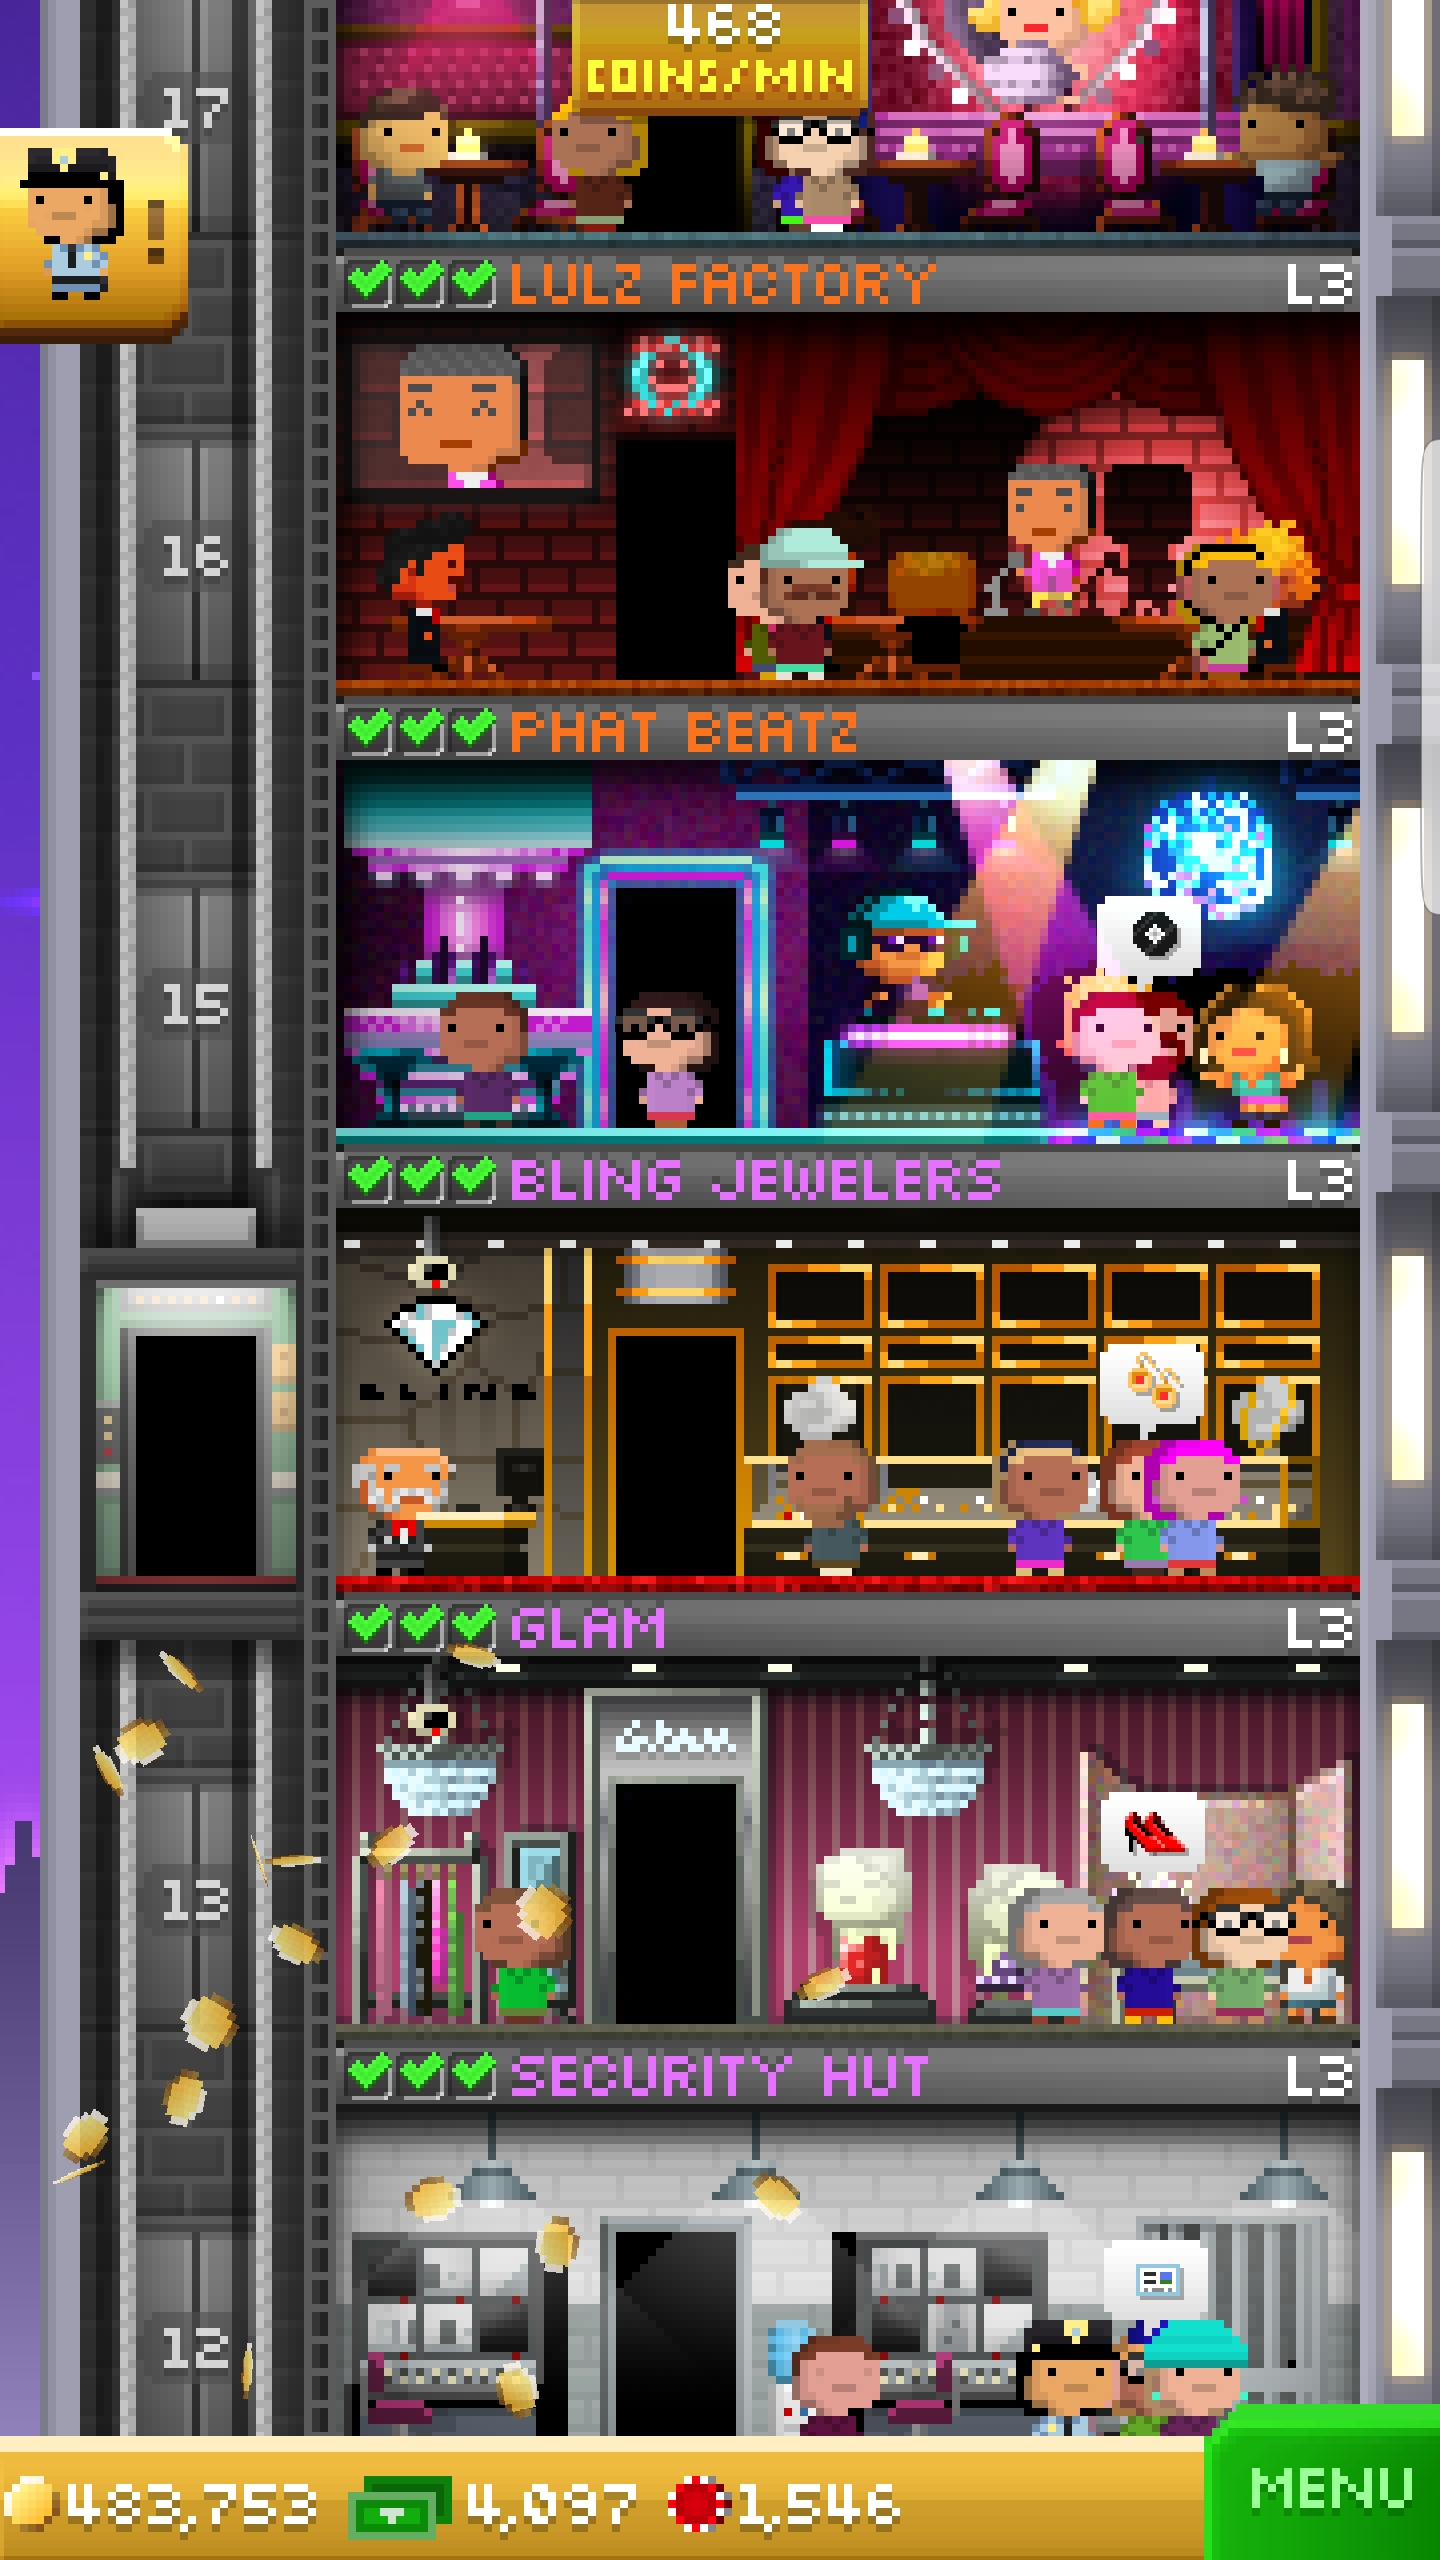 468
COINS/MIN
17
!
LULZ FACTORY
L3
16
PHAT BEATZ
L3
15
BLING JEWELERS
L3
BLING
GLAM
L3
Glam
13
SECURITY HUT
L3
12
483,753
4,097
1,546
MENU